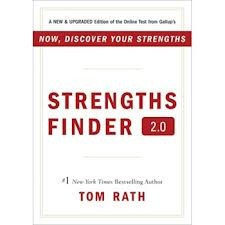 A NEW & UPGRADED Edition of the Online Test from Gallup's
NOW, DISCOVER YOUR STRENGTHS
STRENGTHS
FINDER 2.0
#1 New York Times Bestselling Author
TOM RATH